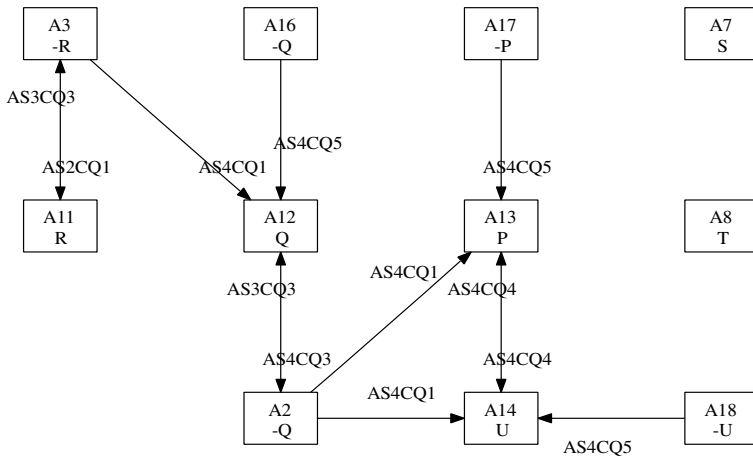 A3
-R
A16
-Q
A17
-P
A7
S
AS3CQ3
AS2CQ1
AS4CQ1
AS4CQ5
AS4CQ5
A11
R
A12
Q
A13
P
A8
T
AS3CQ3
AS4CQ1
AS4CQ4
AS4CQ3
AS4CQ4
A2
-Q
AS4CQ1
A14
U
A18
-U
AS4CQ5